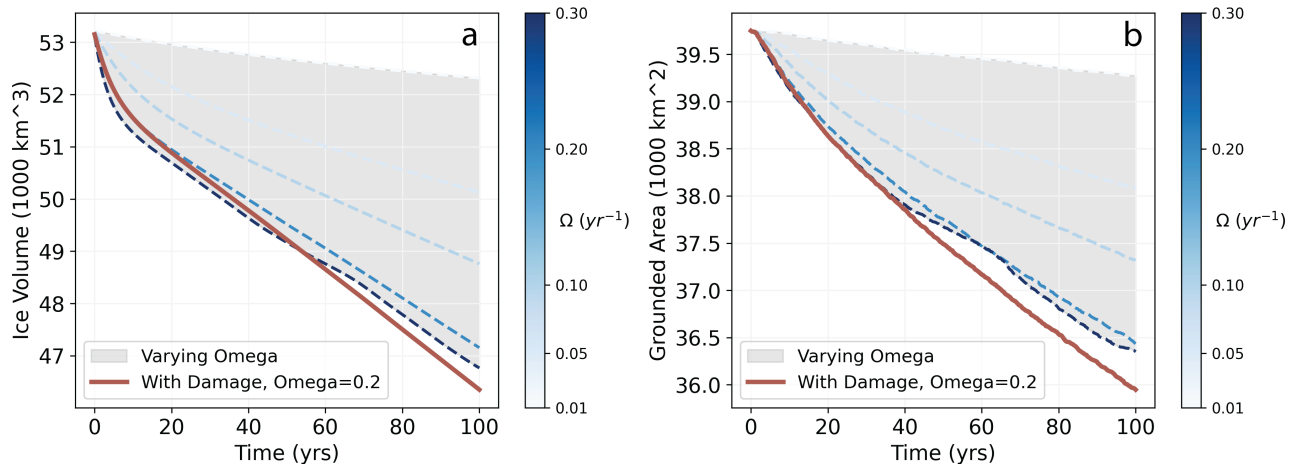 a
53
52
51
50
49
48
47
Ice Volume (1000 km^3)
Varying Omega
With Damage, Omega=0.2
0 20 40 60 80 100
Time (yrs)
0.30
0.20
0.10
0.05
0.01
Ω (yr⁻¹)
b
39.5
39.0
38.5
38.0
37.5
37.0
36.5
36.0
Grounded Area (1000 km^2)
Varying Omega
With Damage, Omega=0.2
0 20 40 60 80 100
Time (yrs)
0.30
0.20
0.10
0.05
0.01
Ω (yr⁻¹)